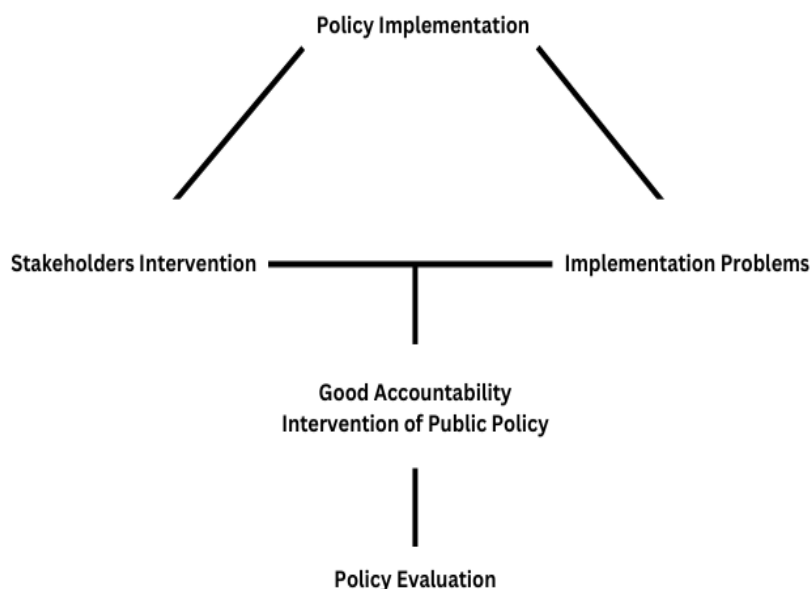 Policy Implementation
Stakeholders Intervention
Implementation Problems
Good Accountability
Intervention of Public Policy
Policy Evaluation